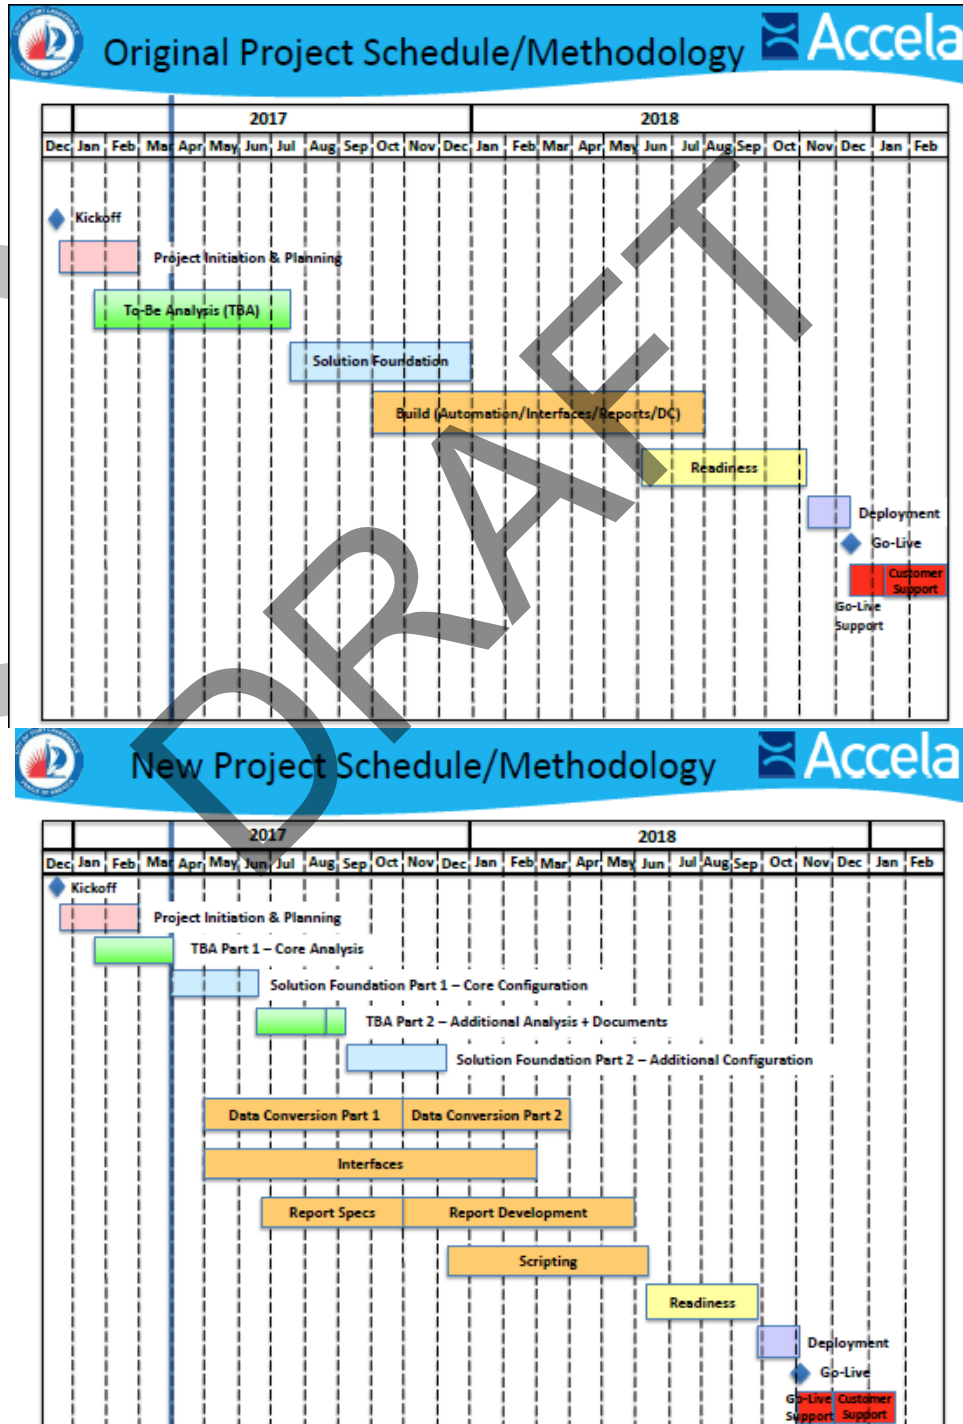 Original Project Schedule/Methodology
Accela
2017 2018
Dec Jan Feb Mar Apr May Jun Jul Aug Sep Oct Nov Dec Jan Feb Mar Apr May Jun Jul Aug Sep Oct Nov Dec Jan Feb
Kickoff
Project Initiation & Planning
To-Be Analysis (TBA)
Solution Foundation
Build (Automation/Interfaces/Reports/DC)
Readiness
Deployment
Go-Live
Customer
Support
Go-Live
Support
DRAFT
New Project Schedule/Methodology
Accela
2017 2018
Dec Jan Feb Mar Apr May Jun Jul Aug Sep Oct Nov Dec Jan Feb Mar Apr May Jun Jul Aug Sep Oct Nov Dec Jan Feb
Kickoff
Project Initiation & Planning
TBA Part 1 – Core Analysis
Solution Foundation Part 1 – Core Configuration
TBA Part 2 – Additional Analysis + Documents
Solution Foundation Part 2 – Additional Configuration
Data Conversion Part 1 Data Conversion Part 2
Interfaces
Report Specs Report Development
Scripting
Readiness
Deployment
Go-Live
Go-Live Customer
Support Support